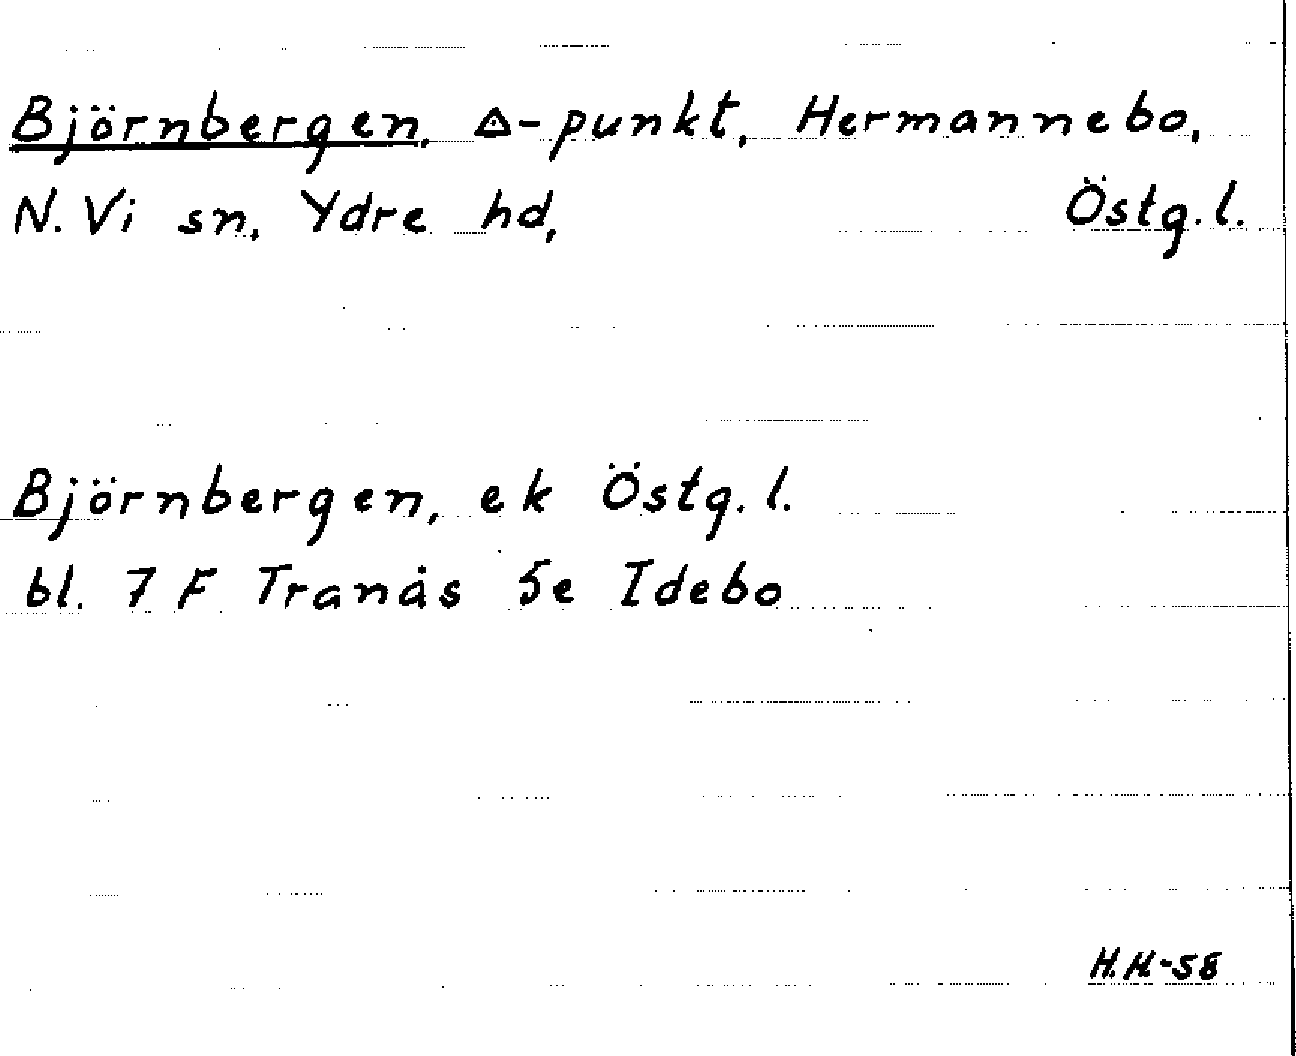 Björnbergen, △-punkt, Hermannebo,
N. Vi sn, Ydre hd, Östg. l.
Björnbergen, ek Östg. l.
bl. 7 F Tranås 5e Idebo
H.H.-58